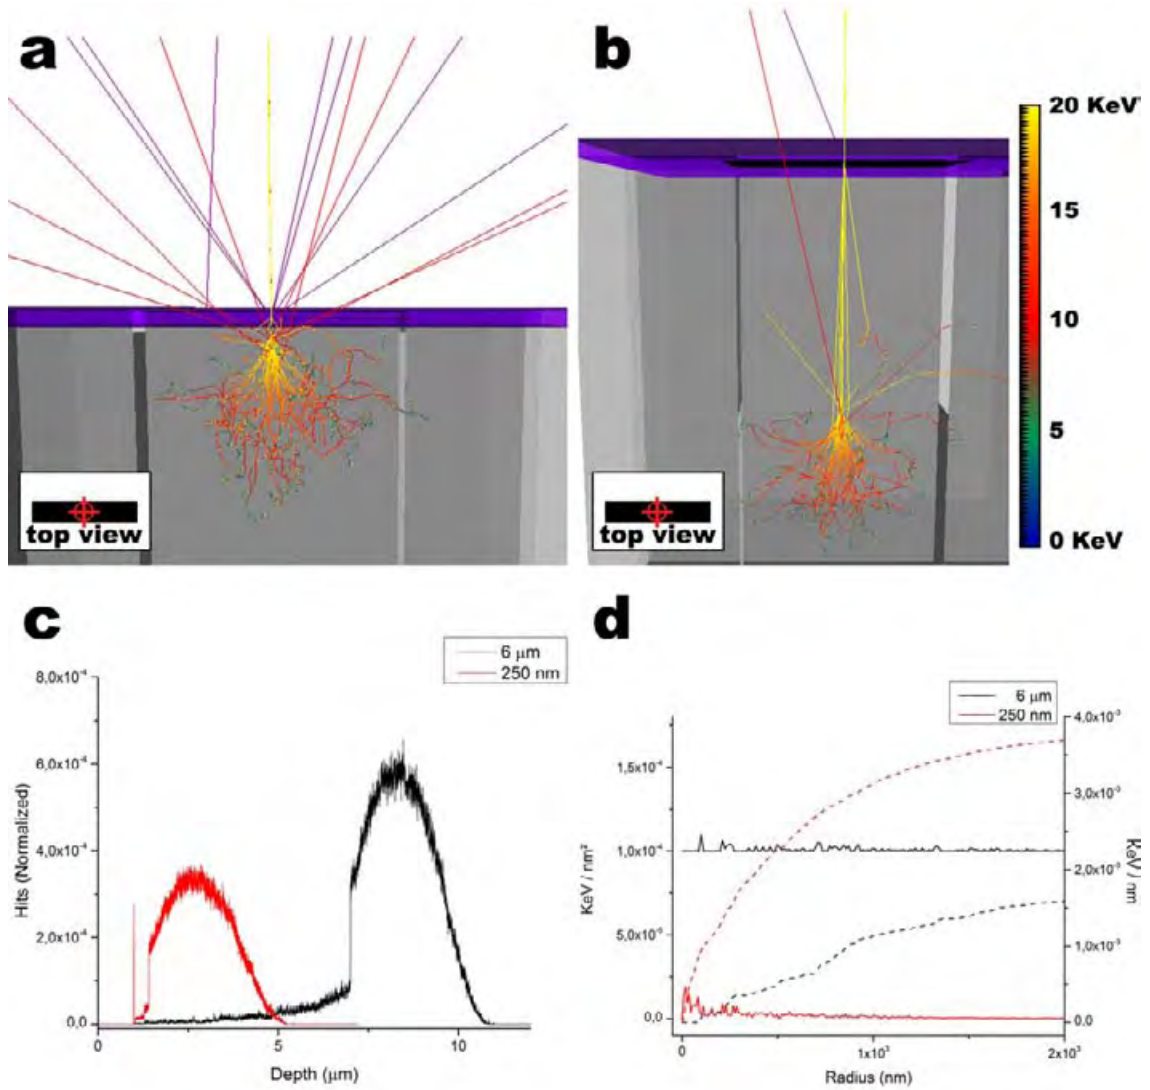 a
b
20 KeV
15
10
5
0 KeV
top view
top view
c
6 µm
250 nm
8,0x10⁻⁴
6,0x10⁻⁴
4,0x10⁻⁴
2,0x10⁻⁴
0,0
Hits (Normalized)
0
5
10
Depth (µm)
d
6 µm
250 nm
1,5x10⁻⁴
1,0x10⁻⁴
5,0x10⁻⁵
0,0
KeV / nm²
4,0x10⁻³
3,0x10⁻³
2,0x10⁻³
1,0x10⁻³
0.0
KeV / nm
0
1x10³
2x10³
Radius (nm)